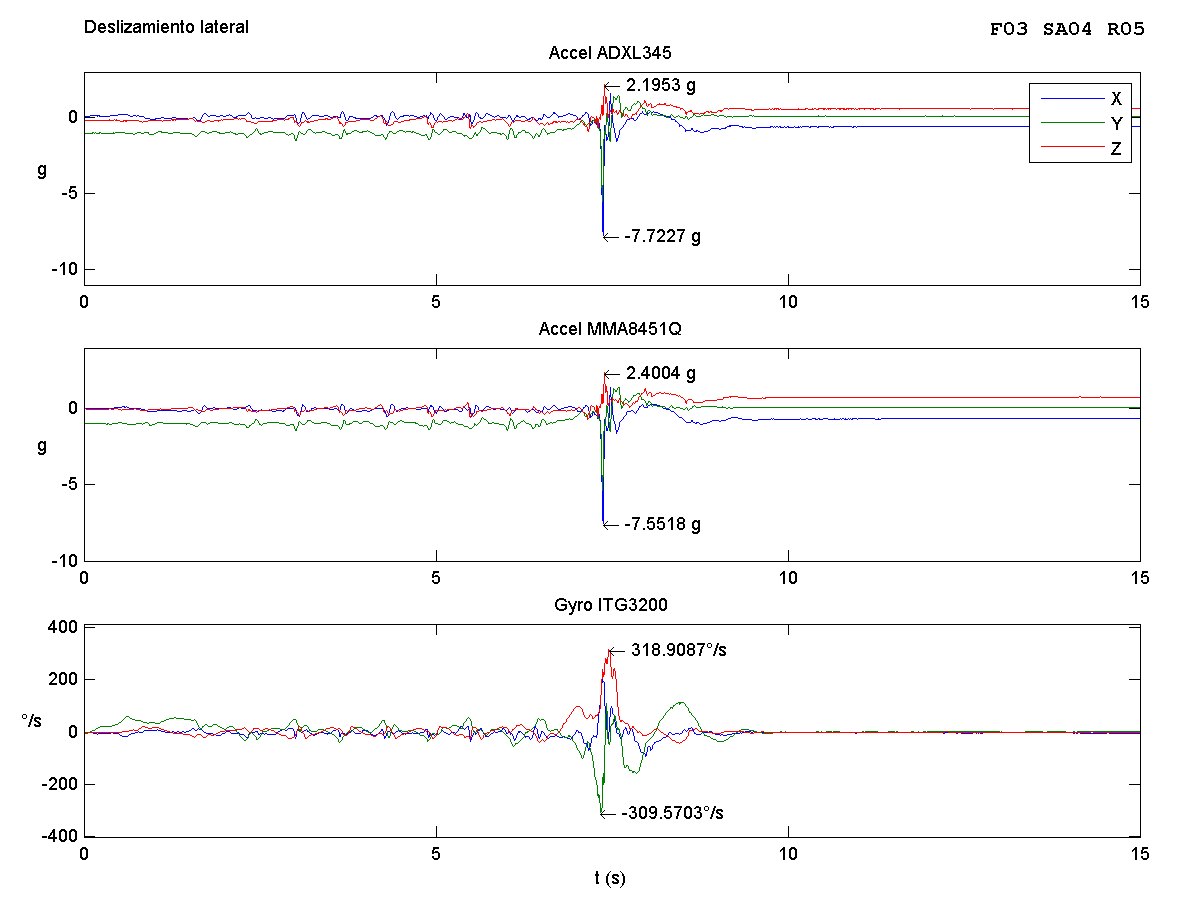 Deslizamiento lateral
F03 SA04 R05
Accel ADXL345
2.1953 g
X
Y
Z
0
-5
-10
g
-7.7227 g
0 5 10 15
Accel MMA8451Q
2.4004 g
0
-5
-10
g
-7.5518 g
0 5 10 15
Gyro ITG3200
400
200
0
-200
-400
°/s
318.9087°/s
-309.5703°/s
0 5 10 15
t (s)